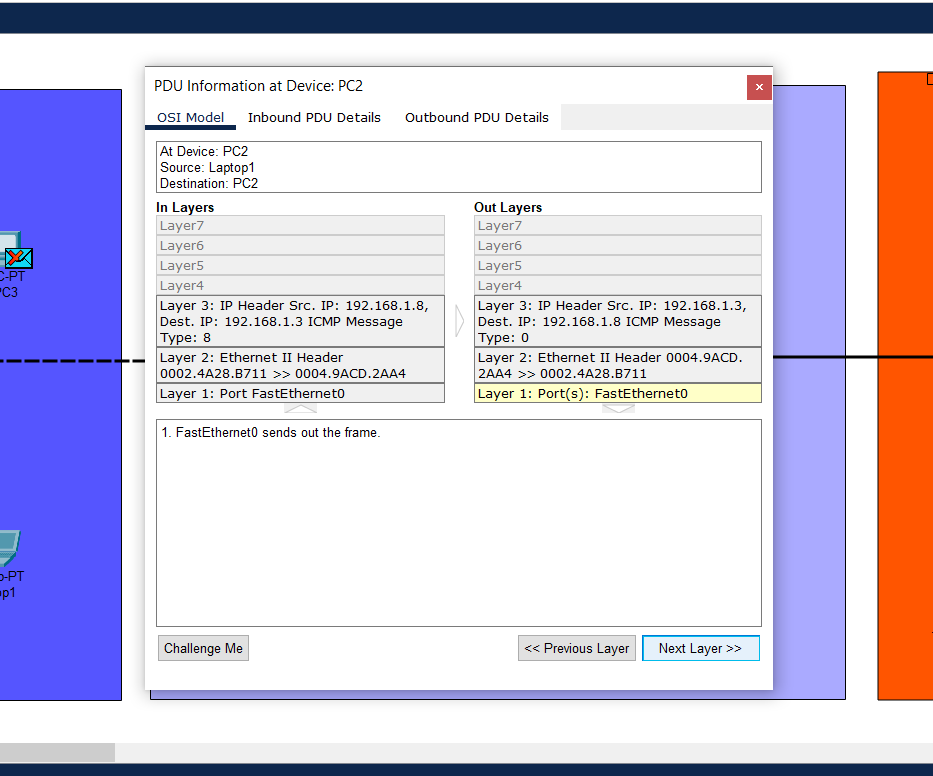 PDU Information at Device: PC2
×
OSI Model
Inbound PDU Details
Outbound PDU Details
At Device: PC2
Source: Laptop1
Destination: PC2
In Layers
Layer7
Layer6
Layer5
Layer4
Layer 3: IP Header Src. IP: 192.168.1.8,
Dest. IP: 192.168.1.3 ICMP Message
Type: 8
Layer 2: Ethernet II Header
0002.4A28.B711 >> 0004.9ACD.2AA4
Layer 1: Port FastEthernet0
Out Layers
Layer7
Layer6
Layer5
Layer4
Layer 3: IP Header Src. IP: 192.168.1.3,
Dest. IP: 192.168.1.8 ICMP Message
Type: 0
Layer 2: Ethernet II Header 0004.9ACD.
2AA4 >> 0002.4A28.B711
Layer 1: Port(s): FastEthernet0
1. FastEthernet0 sends out the frame.
Challenge Me
<< Previous Layer
Next Layer >>
C-PT
PC3
o-PT
op1